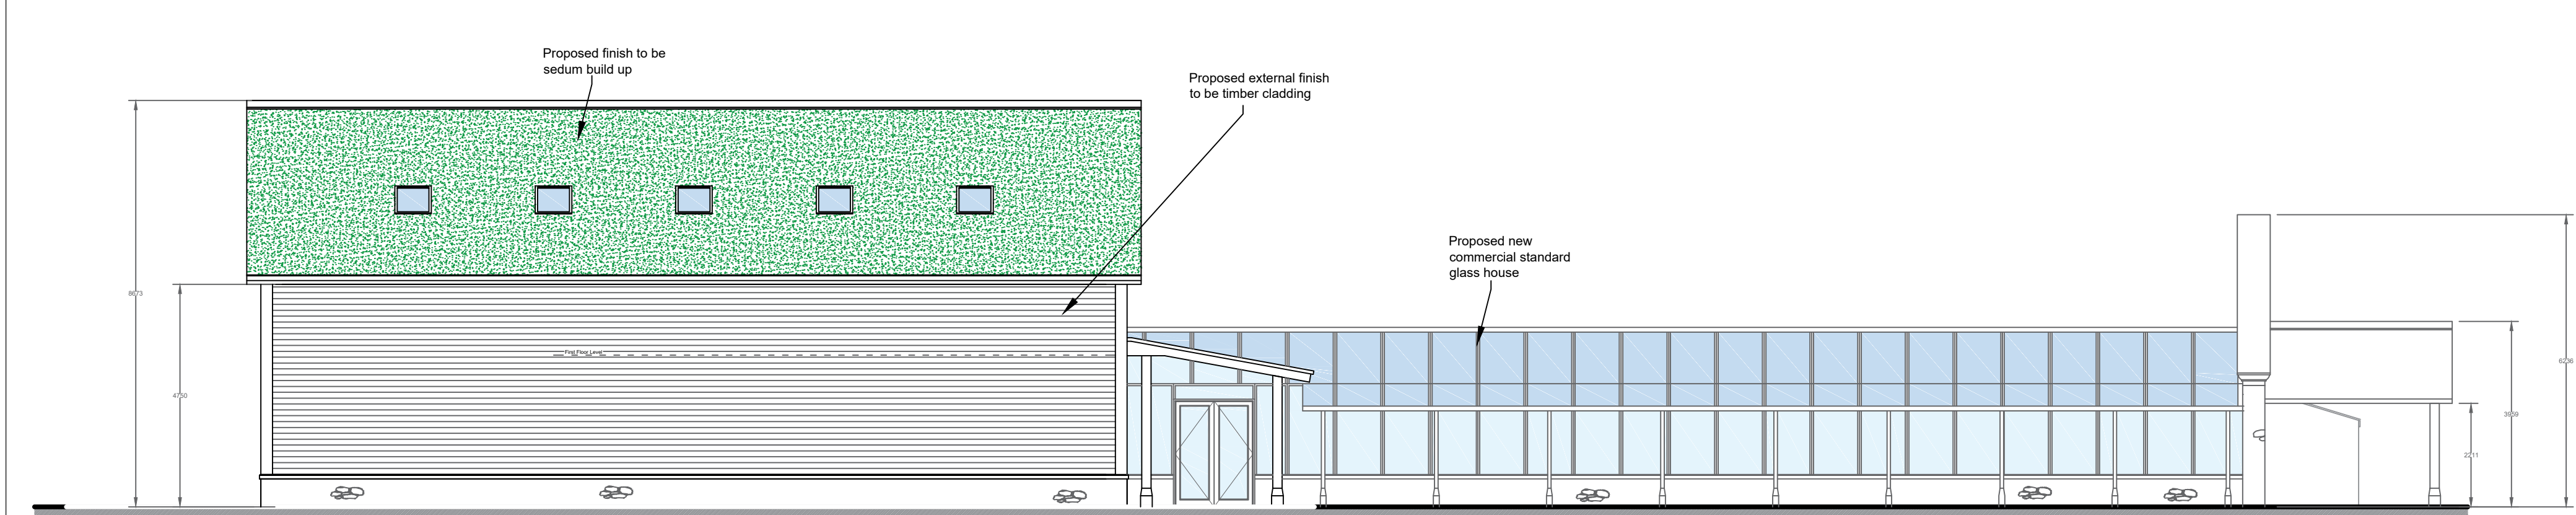 Proposed finish to be
sedum build up
Proposed external finish
to be timber cladding
Proposed new
commercial standard
glass house
8673
4750
First Floor Level
6236
3959
2211